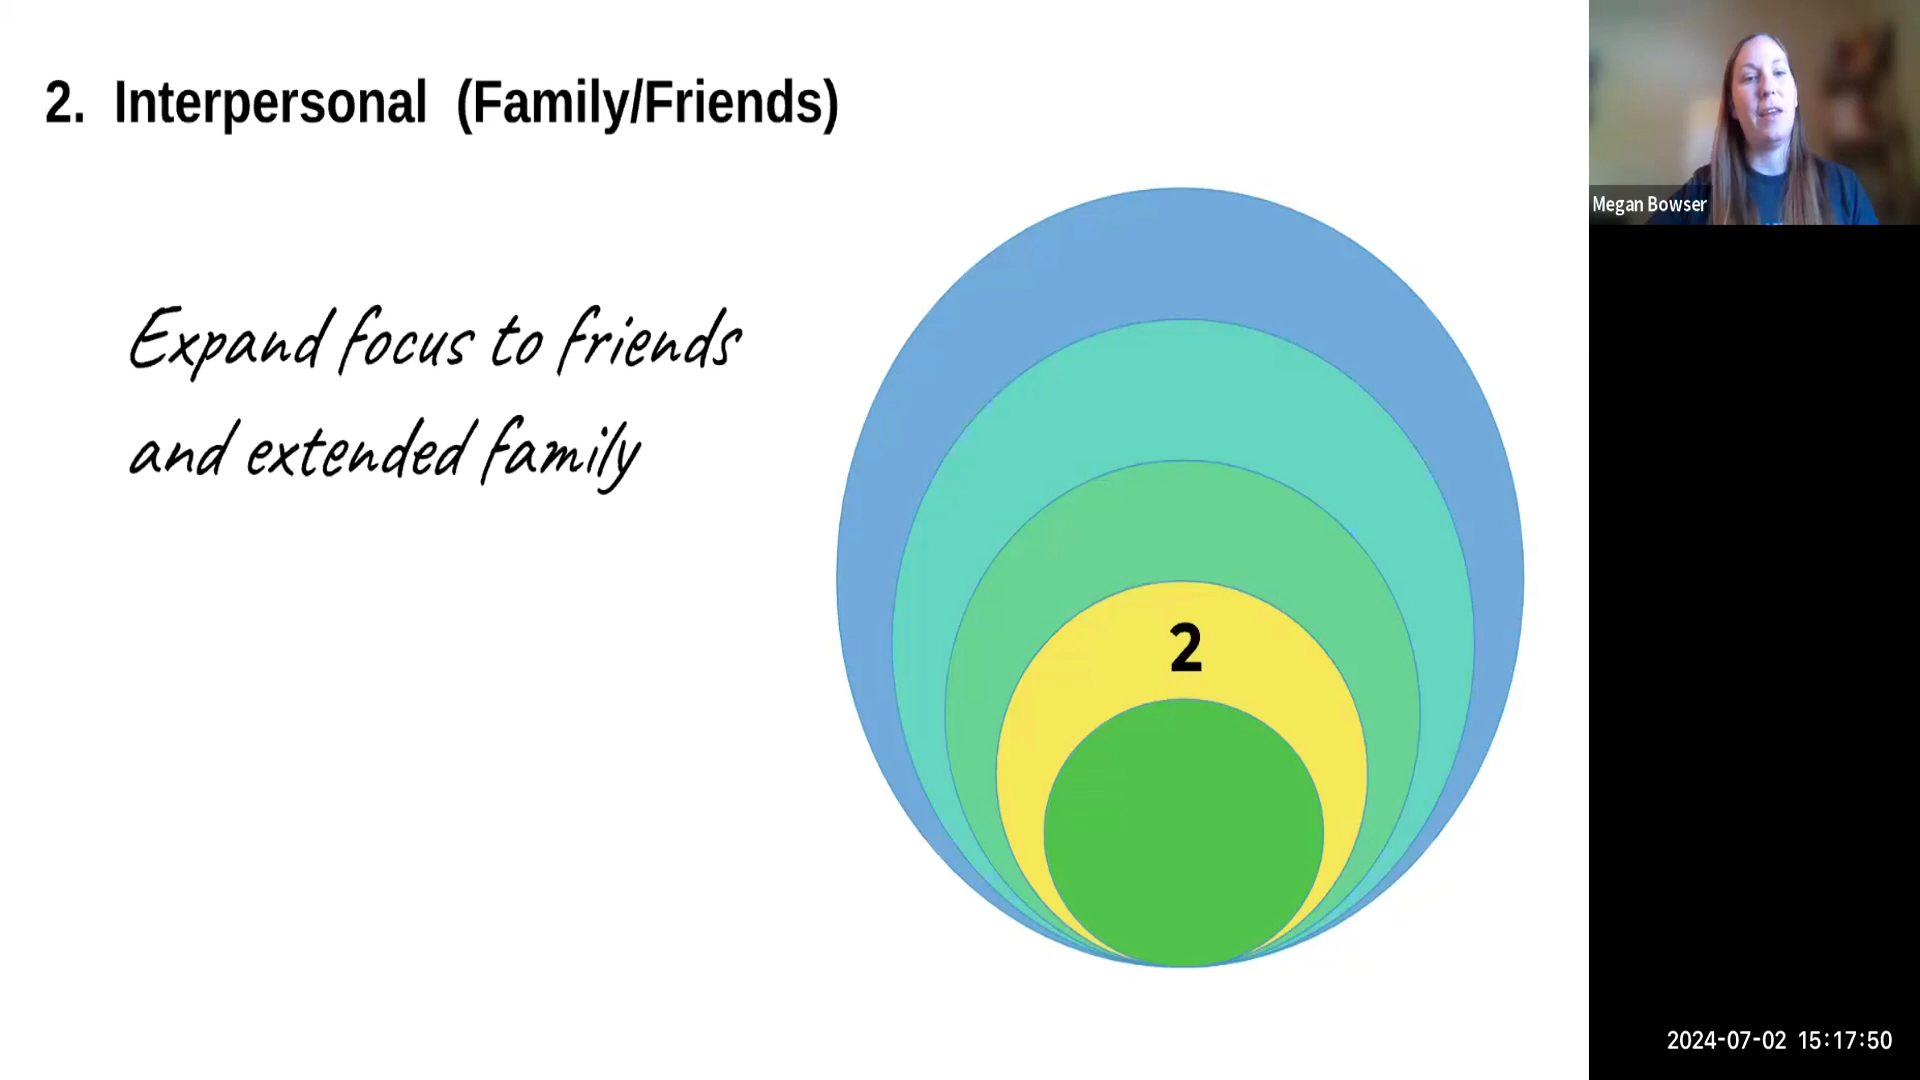 2. Interpersonal (Family/Friends)
Expand focus to friends
and extended family
2
Megan Bowser
2024-07-02 15:17:50